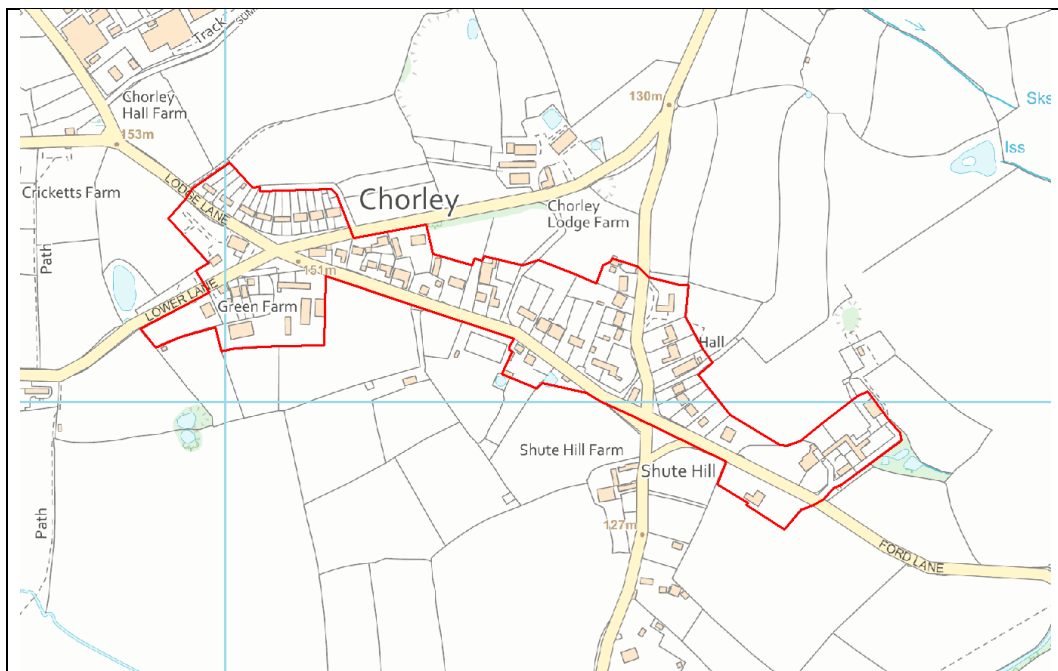 Track
Chorley
Hall Farm
153m
130m
Sks
Iss
Cricketts Farm
LODGE LANE
Chorley
Chorley
Lodge Farm
Path
151m
LOWER LANE
Green Farm
Hall
Shute Hill Farm
Shute Hill
Path
127m
FORD LANE